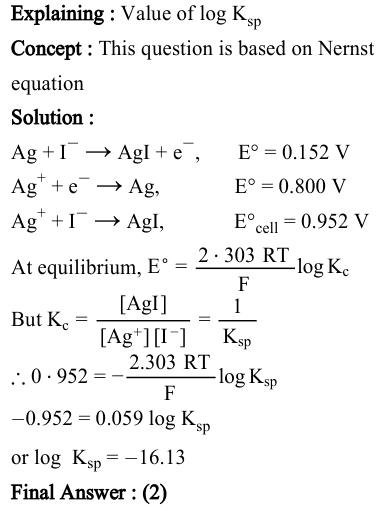 Explaining : Value of log K_sp
Concept : This question is based on Nernst
equation
Solution :
Ag + I⁻ ⟶ AgI + e⁻, E° = 0.152 V
Ag⁺ + e⁻ ⟶ Ag, E° = 0.800 V
Ag⁺ + I⁻ ⟶ AgI, E°_cell = 0.952 V
At equilibrium, E° = (2·303 RT / F) log K_c
But K_c = [AgI] / ([Ag⁺][I⁻]) = 1 / K_sp
∴ 0·952 = −(2.303 RT / F) log K_sp
−0.952 = 0.059 log K_sp
or log K_sp = −16.13
Final Answer : (2)